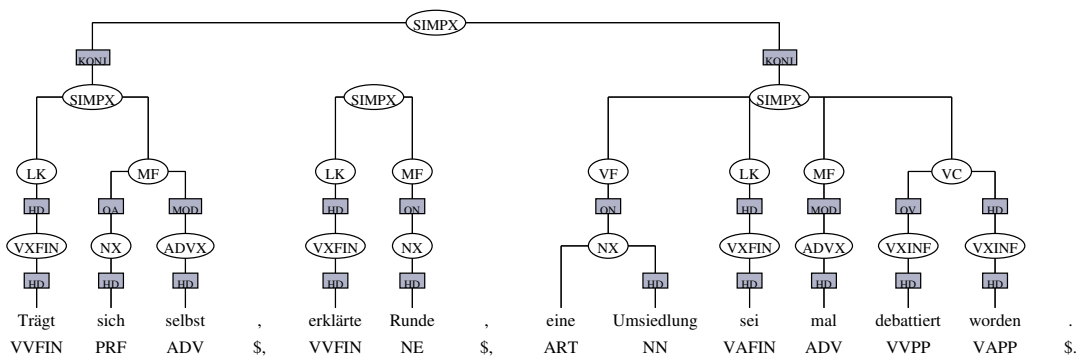 SIMPX
KONJ KONJ
SIMPX SIMPX SIMPX
LK MF LK MF VF LK MF VC
HD OA MOD HD ON ON HD MOD OV HD
VXFIN NX ADVX VXFIN NX NX VXFIN ADVX VXINF VXINF
HD HD HD HD HD HD HD HD HD HD
Trägt sich selbst , erklärte Runde , eine Umsiedlung sei mal debattiert worden .
VVFIN PRF ADV $, VVFIN NE $, ART NN VAFIN ADV VVPP VAPP $.